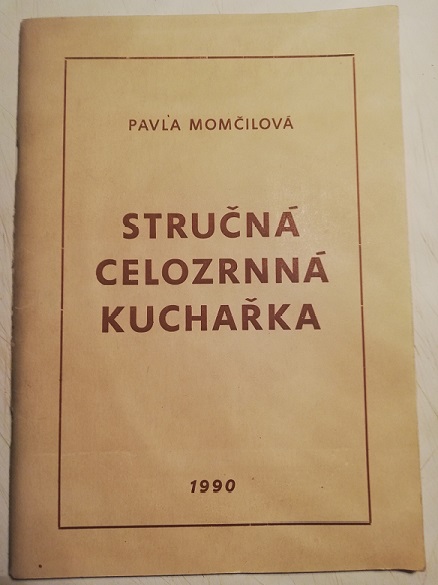 PAVLA MOMČILOVÁ
STRUČNÁ
CELOZRNNÁ
KUCHAŘKA
1990